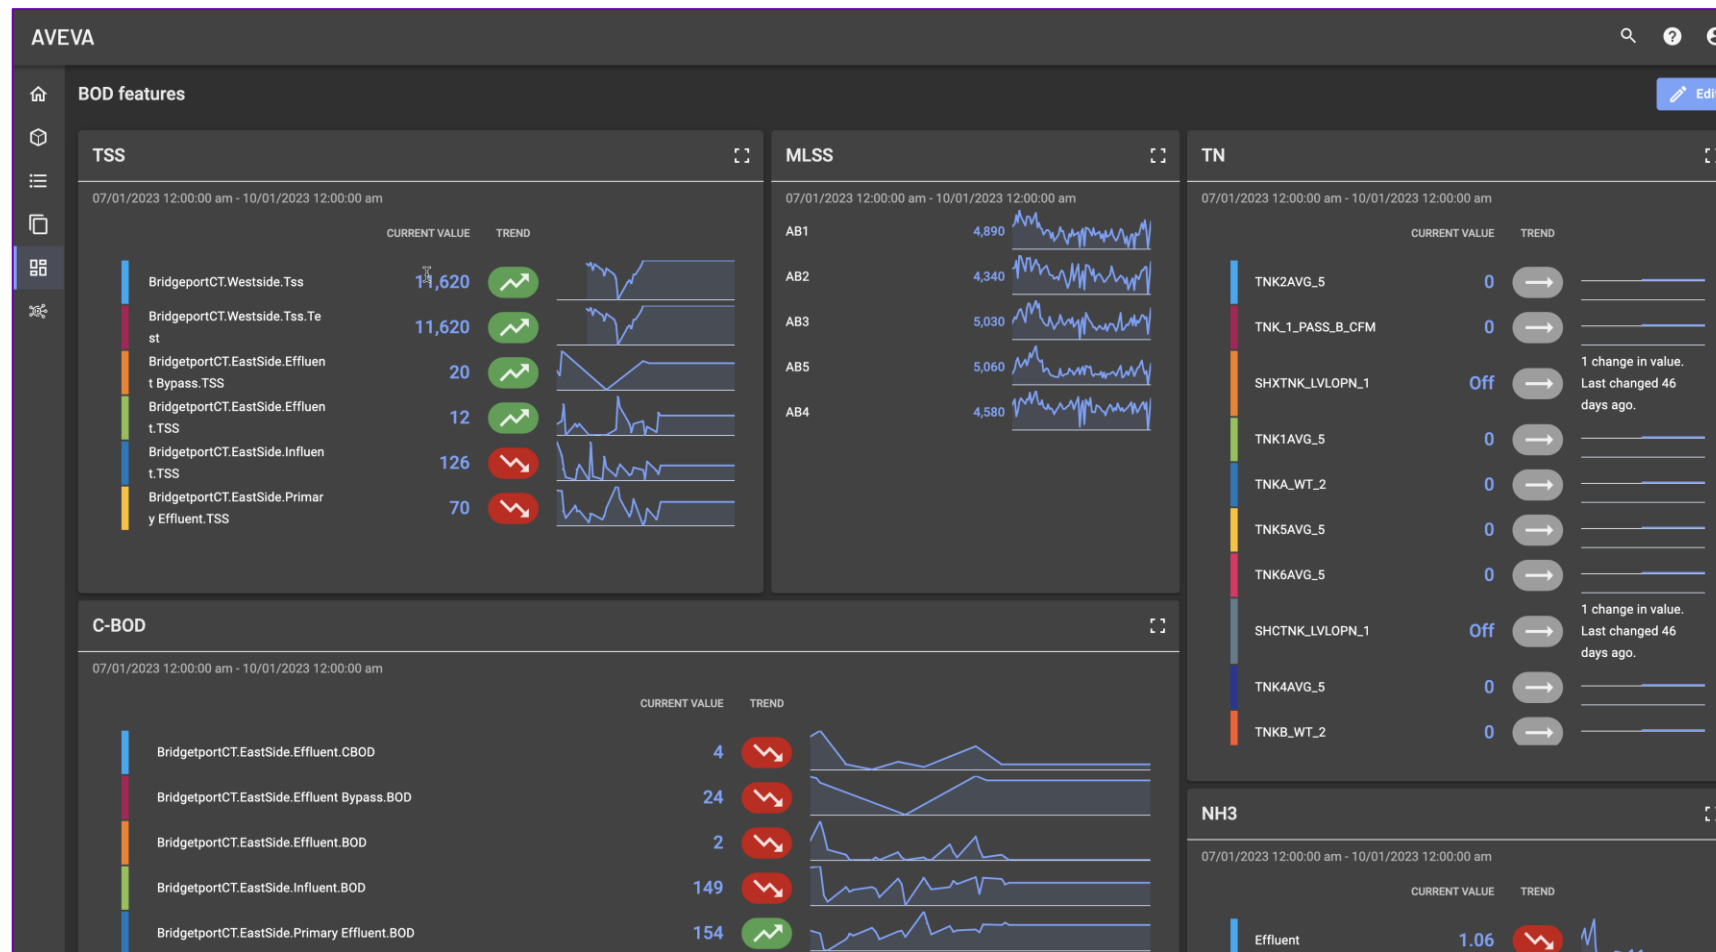 AVEVA
BOD features
TSS
07/01/2023 12:00:00 am - 10/01/2023 12:00:00 am
CURRENT VALUE TREND
BridgeportCT.Westside.Tss 11,620
BridgeportCT.Westside.Tss.Te
st
11,620
BridgetportCT.EastSide.Effluen
t Bypass.TSS
20
BridgetportCT.EastSide.Effluen
t.TSS
12
BridgetportCT.EastSide.Influen
t.TSS
126
BridgetportCT.EastSide.Primar
y Effluent.TSS
70
MLSS
07/01/2023 12:00:00 am - 10/01/2023 12:00:00 am
AB1 4,890
AB2 4,340
AB3 5,030
AB5 5,060
AB4 4,580
TN
07/01/2023 12:00:00 am - 10/01/2023 12:00:00 am
CURRENT VALUE TREND
TNK2AVG_5 0
TNK_1_PASS_B_CFM 0
SHXTNK_LVLOPN_1 Off
1 change in value.
Last changed 46
days ago.
TNK1AVG_5 0
TNKA_WT_2 0
TNK5AVG_5 0
TNK6AVG_5 0
SHCTNK_LVLOPN_1 Off
1 change in value.
Last changed 46
days ago.
TNK4AVG_5 0
TNKB_WT_2 0
C-BOD
07/01/2023 12:00:00 am - 10/01/2023 12:00:00 am
CURRENT VALUE TREND
BridgetportCT.EastSide.Effluent.CBOD 4
BridgetportCT.EastSide.Effluent Bypass.BOD 24
BridgetportCT.EastSide.Effluent.BOD 2
BridgetportCT.EastSide.Influent.BOD 149
BridgetportCT.EastSide.Primary Effluent.BOD 154
NH3
07/01/2023 12:00:00 am - 10/01/2023 12:00:00 am
CURRENT VALUE TREND
Effluent 1.06